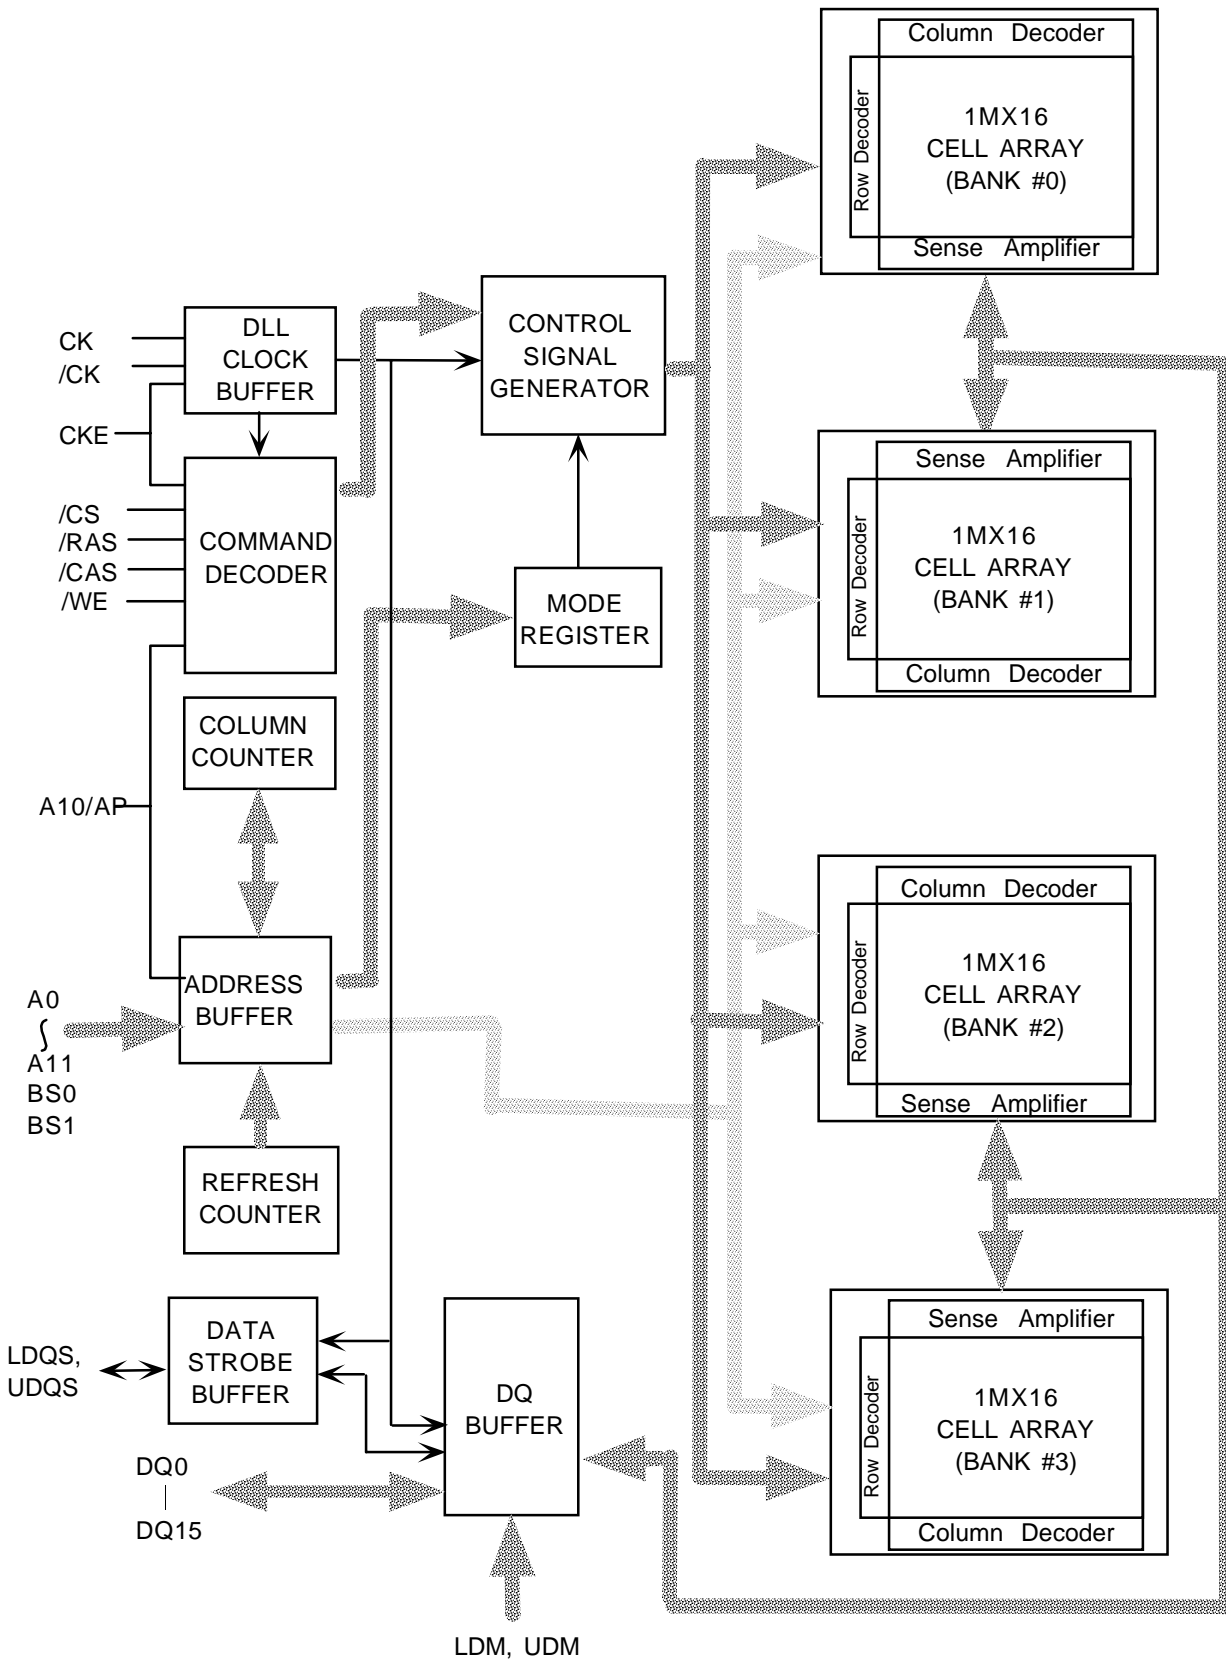 Column Decoder
Row Decoder
1MX16
CELL ARRAY
(BANK #0)
Sense Amplifier
CK
/CK
CKE
DLL
CLOCK
BUFFER
CONTROL
SIGNAL
GENERATOR
/CS
/RAS
/CAS
/WE
COMMAND
DECODER
MODE
REGISTER
Sense Amplifier
Row Decoder
1MX16
CELL ARRAY
(BANK #1)
Column Decoder
COLUMN
COUNTER
A10/AP
A0
A11
BS0
BS1
ADDRESS
BUFFER
Column Decoder
Row Decoder
1MX16
CELL ARRAY
(BANK #2)
Sense Amplifier
REFRESH
COUNTER
LDQS,
UDQS
DATA
STROBE
BUFFER
DQ
BUFFER
DQ0
DQ15
LDM, UDM
Sense Amplifier
Row Decoder
1MX16
CELL ARRAY
(BANK #3)
Column Decoder